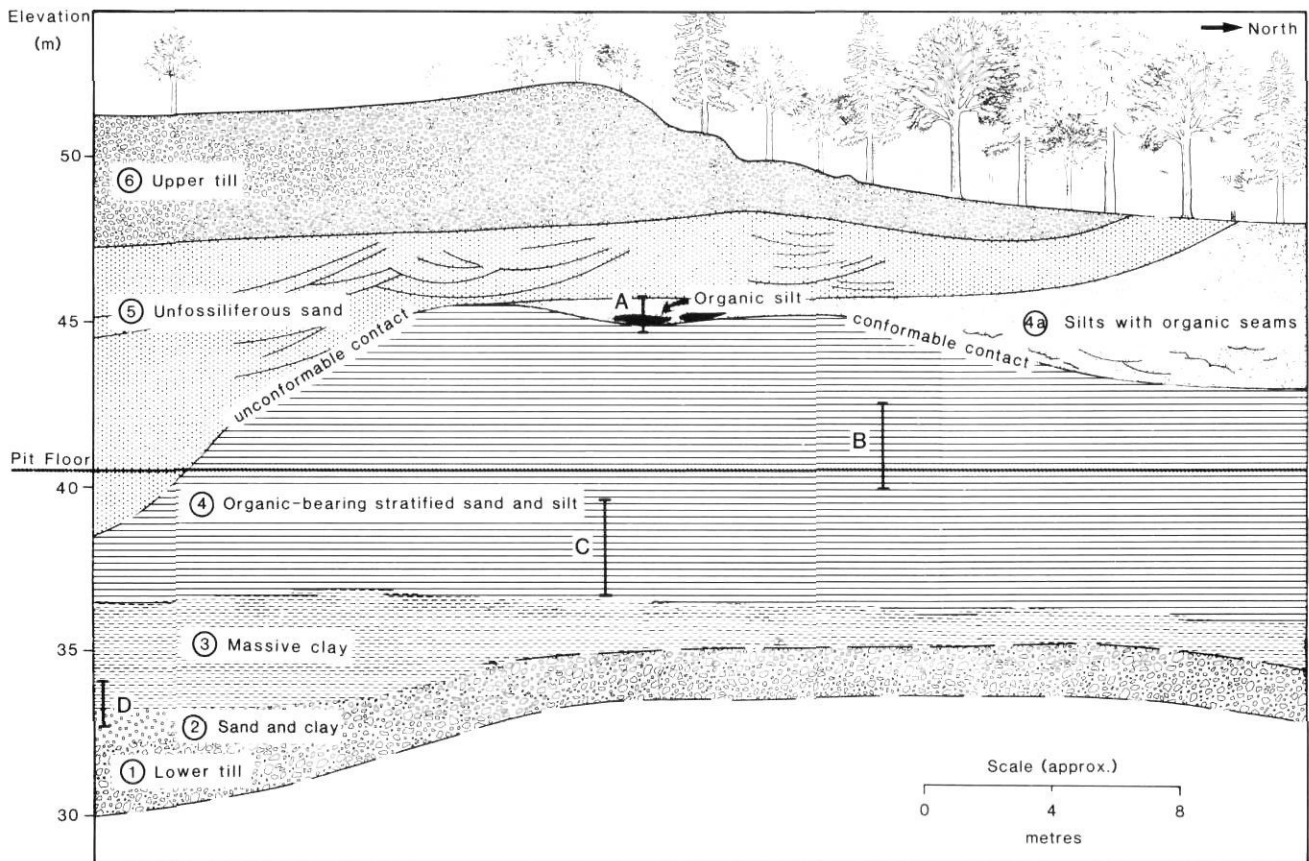 Elevation
(m)
North
50
⑥ Upper till
A
Organic silt
⑤ Unfossiliferous sand
45
4a Silts with organic seams
unconformable contact
conformable contact
B
Pit Floor
40
④ Organic-bearing stratified sand and silt
C
③ Massive clay
35
D
② Sand and clay
① Lower till
Scale (approx.)
30
0 4 8
metres